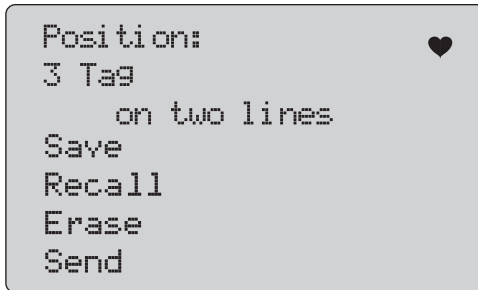 Position:
3 Tag
on two lines
Save
Recall
Erase
Send